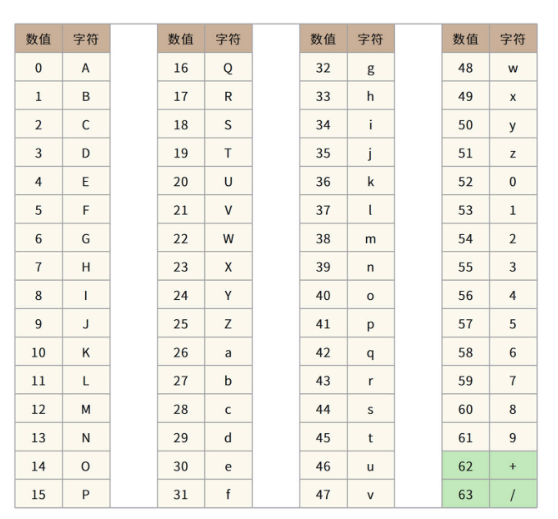 数值 字符 数值 字符 数值 字符 数值 字符
0 A 16 Q 32 g 48 w
1 B 17 R 33 h 49 x
2 C 18 S 34 i 50 y
3 D 19 T 35 j 51 z
4 E 20 U 36 k 52 0
5 F 21 V 37 l 53 1
6 G 22 W 38 m 54 2
7 H 23 X 39 n 55 3
8 I 24 Y 40 o 56 4
9 J 25 Z 41 p 57 5
10 K 26 a 42 q 58 6
11 L 27 b 43 r 59 7
12 M 28 c 44 s 60 8
13 N 29 d 45 t 61 9
14 O 30 e 46 u 62 +
15 P 31 f 47 v 63 /